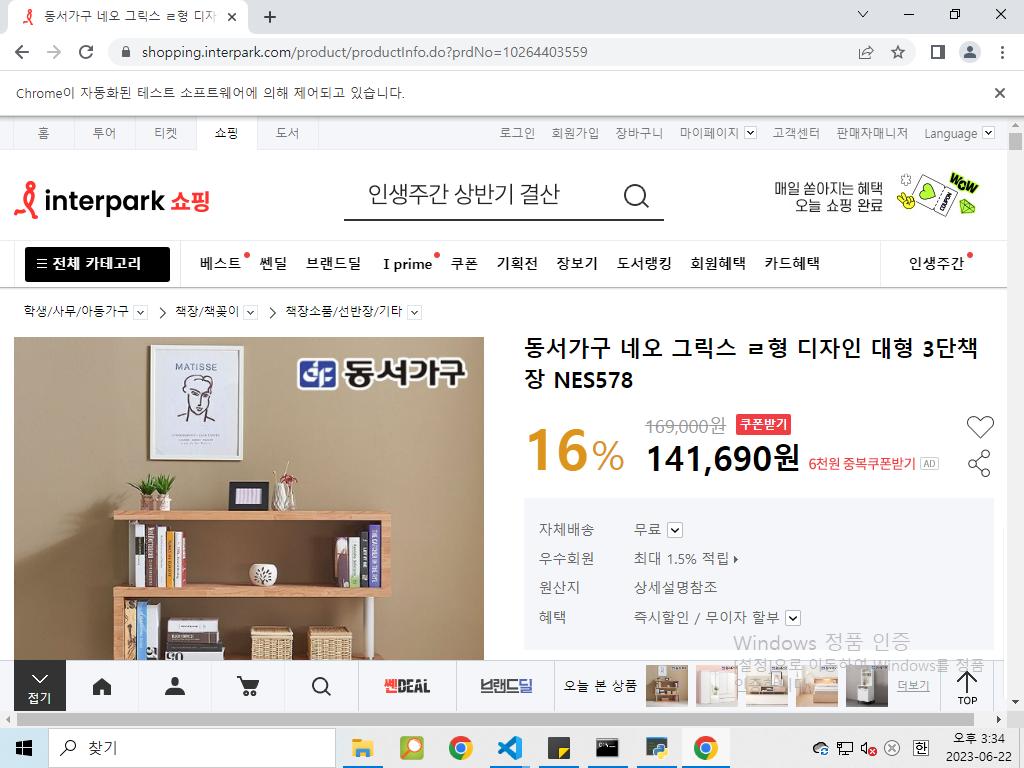 동서가구 네오 그릭스 ㄹ형 디자
shopping.interpark.com/product/productInfo.do?prdNo=10264403559
Chrome이 자동화된 테스트 소프트웨어에 의해 제어되고 있습니다.
홈 투어 티켓 쇼핑 도서 로그인 회원가입 장바구니 마이페이지 고객센터 판매자매니저 Language
interpark 쇼핑
인생주간 상반기 결산
매일 쏟아지는 혜택
오늘 쇼핑 완료
WOW
COUPON
전체 카테고리 베스트 쎈딜 브랜드딜 I prime 쿠폰 기획전 장보기 도서랭킹 회원혜택 카드혜택 인생주간
학생/사무/아동가구 책장/책꽂이 책장소품/선반장/기타
MATISSE
동서가구
동서가구 네오 그릭스 ㄹ형 디자인 대형 3단책
장 NES578
16% 169,000원 쿠폰받기
141,690원 6천원 중복쿠폰받기 AD
자체배송 무료
우수회원 최대 1.5% 적립
원산지 상세설명참조
혜택 즉시할인 / 무이자 할부
Windows 정품 인증
[설정]으로 이동하여 Windows를 정품
접기
쎈DEAL
브랜드딜
오늘 본 상품
더보기
TOP
찾기
한
오후 3:34
2023-06-22